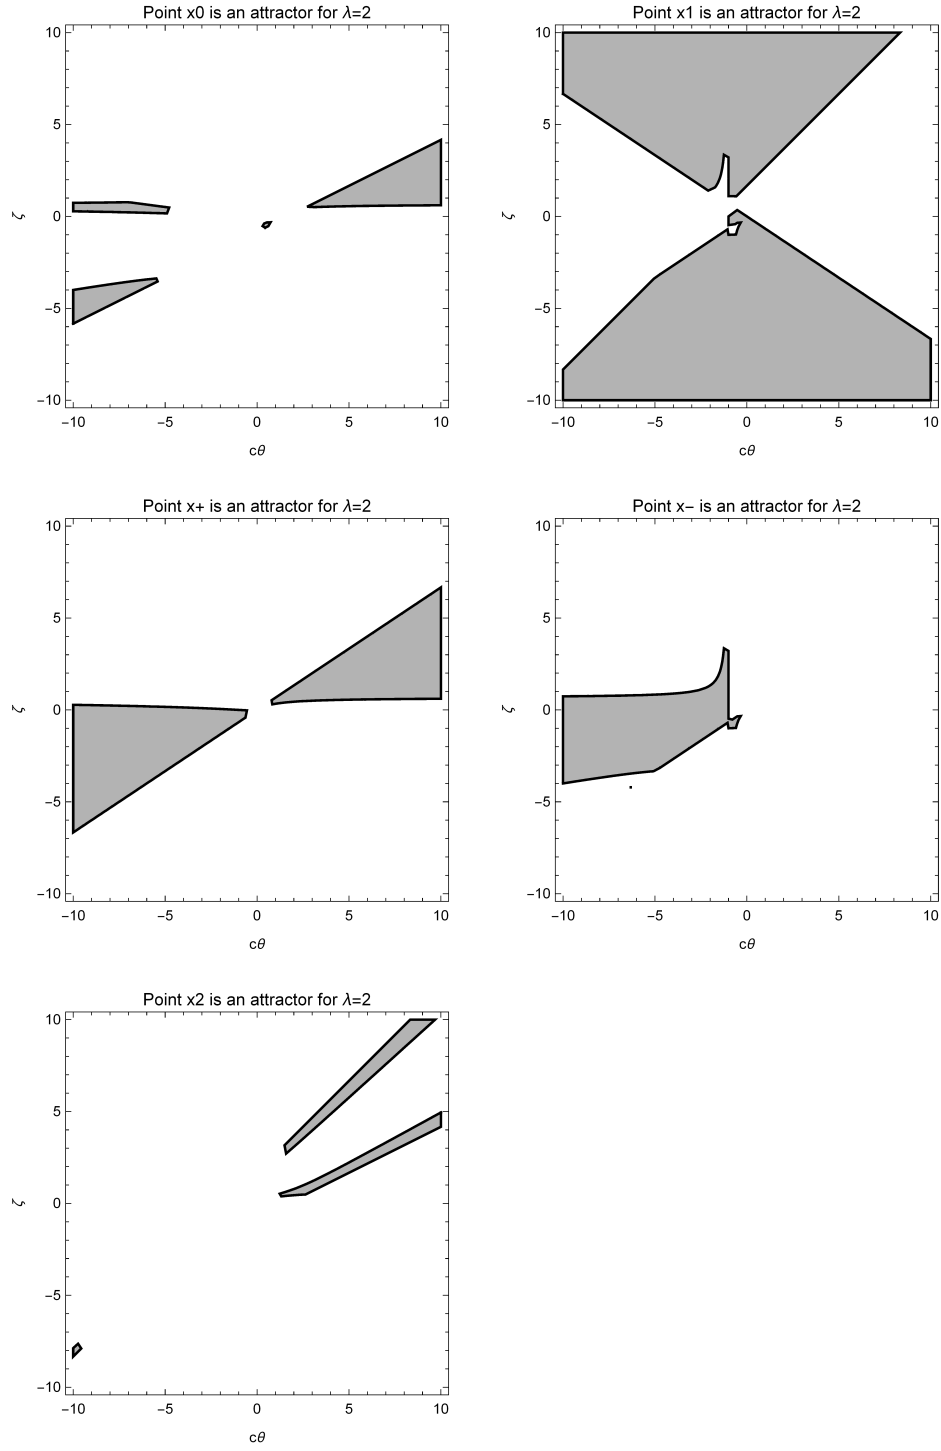 Point x0 is an attractor for λ=2
10
5
0
−5
−10
ζ
−10 −5 0 5 10
cθ
Point x1 is an attractor for λ=2
10
5
0
−5
−10
ζ
−10 −5 0 5 10
cθ
Point x+ is an attractor for λ=2
10
5
0
−5
−10
ζ
−10 −5 0 5 10
cθ
Point x− is an attractor for λ=2
10
5
0
−5
−10
ζ
−10 −5 0 5 10
cθ
Point x2 is an attractor for λ=2
10
5
0
−5
−10
ζ
−10 −5 0 5 10
cθ